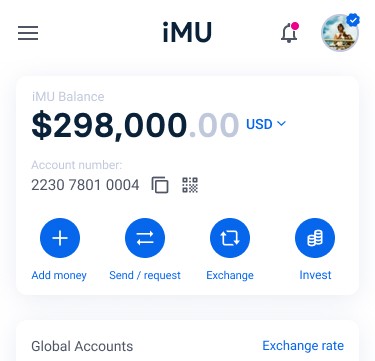 iMU
iMU Balance
$298,000.00 USD
Account number:
2230 7801 0004
Add money
Send / request
Exchange
Invest
Global Accounts
Exchange rate